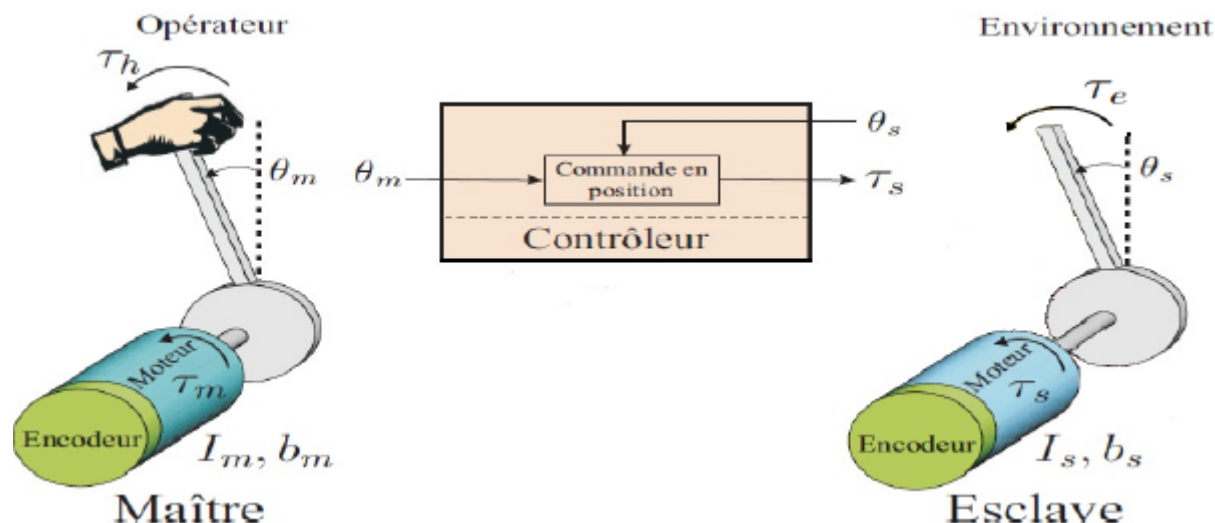 Opérateur
τh
θm
Moteur
τm
Encodeur
Im, bm
Maître
θm
θs
Commande en
position
τs
Contrôleur
Environnement
τe
θs
Moteur
τs
Encodeur
Is, bs
Esclave